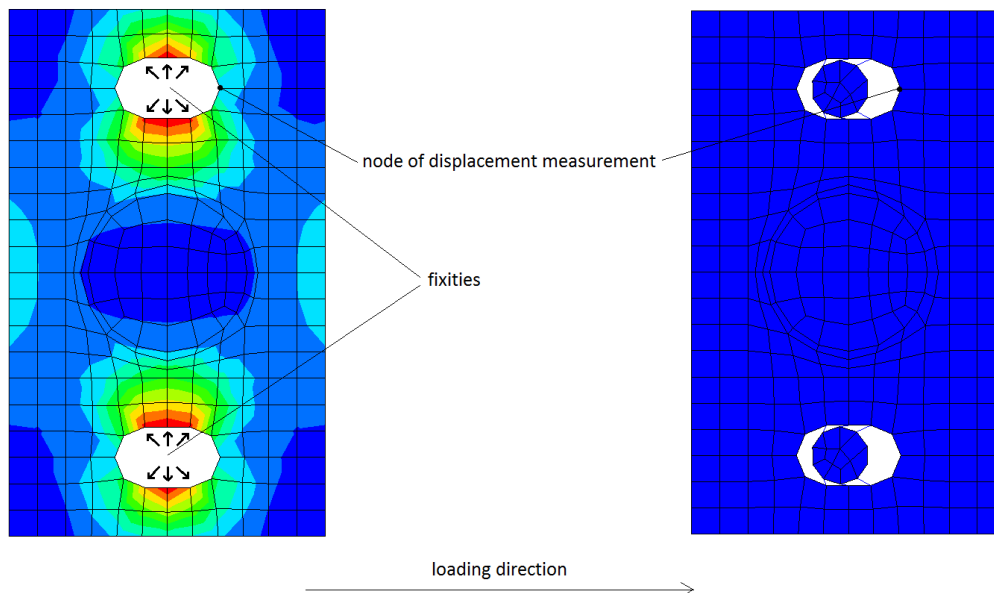 node of displacement measurement
fixities
loading direction